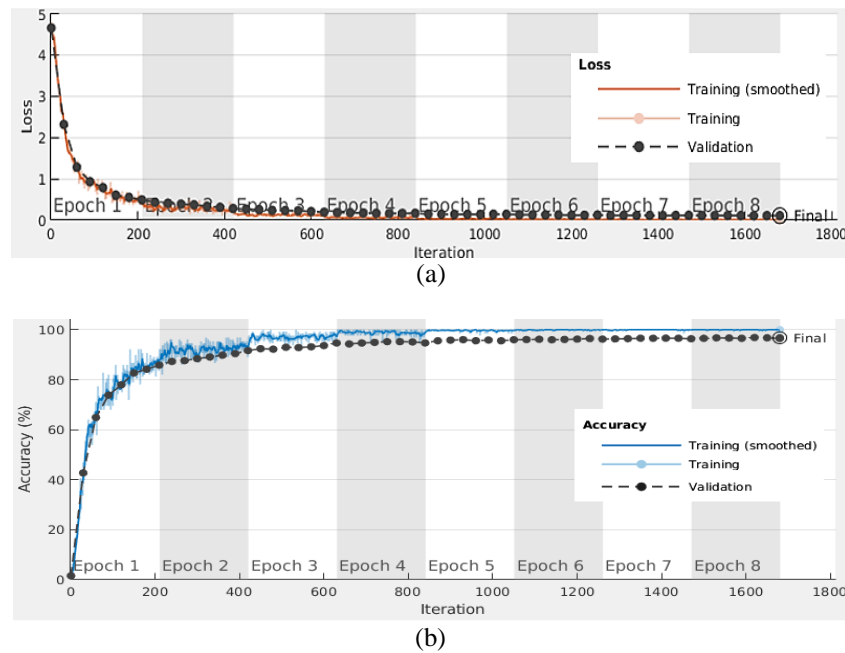 5
4
3
2
1
0
Loss
Loss
Training (smoothed)
Training
Validation
Epoch 1 Epoch 2 Epoch 3 Epoch 4 Epoch 5 Epoch 6 Epoch 7 Epoch 8 Final
0 200 400 600 800 1000 1200 1400 1600 1800
Iteration
(a)
100
80
60
40
20
0
Accuracy (%)
Final
Accuracy
Training (smoothed)
Training
Validation
Epoch 1 Epoch 2 Epoch 3 Epoch 4 Epoch 5 Epoch 6 Epoch 7 Epoch 8
0 200 400 600 800 1000 1200 1400 1600 1800
Iteration
(b)